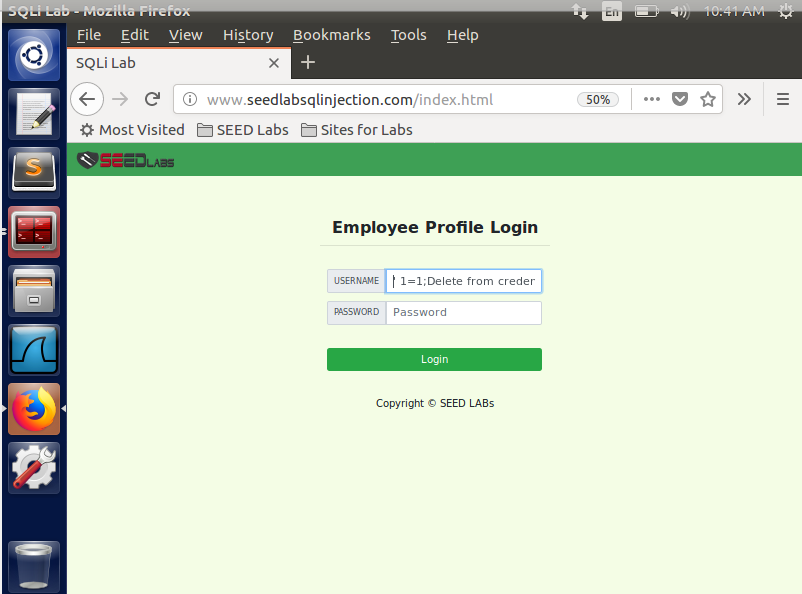 SQLi Lab - Mozilla Firefox
En
10:41 AM
File Edit View History Bookmarks Tools Help
SQLi Lab
www.seedlabsqlinjection.com/index.html
50%
Most Visited SEED Labs Sites for Labs
SEEDLABS
Employee Profile Login
USERNAME ' 1=1;Delete from creder
PASSWORD Password
Login
Copyright © SEED LABs